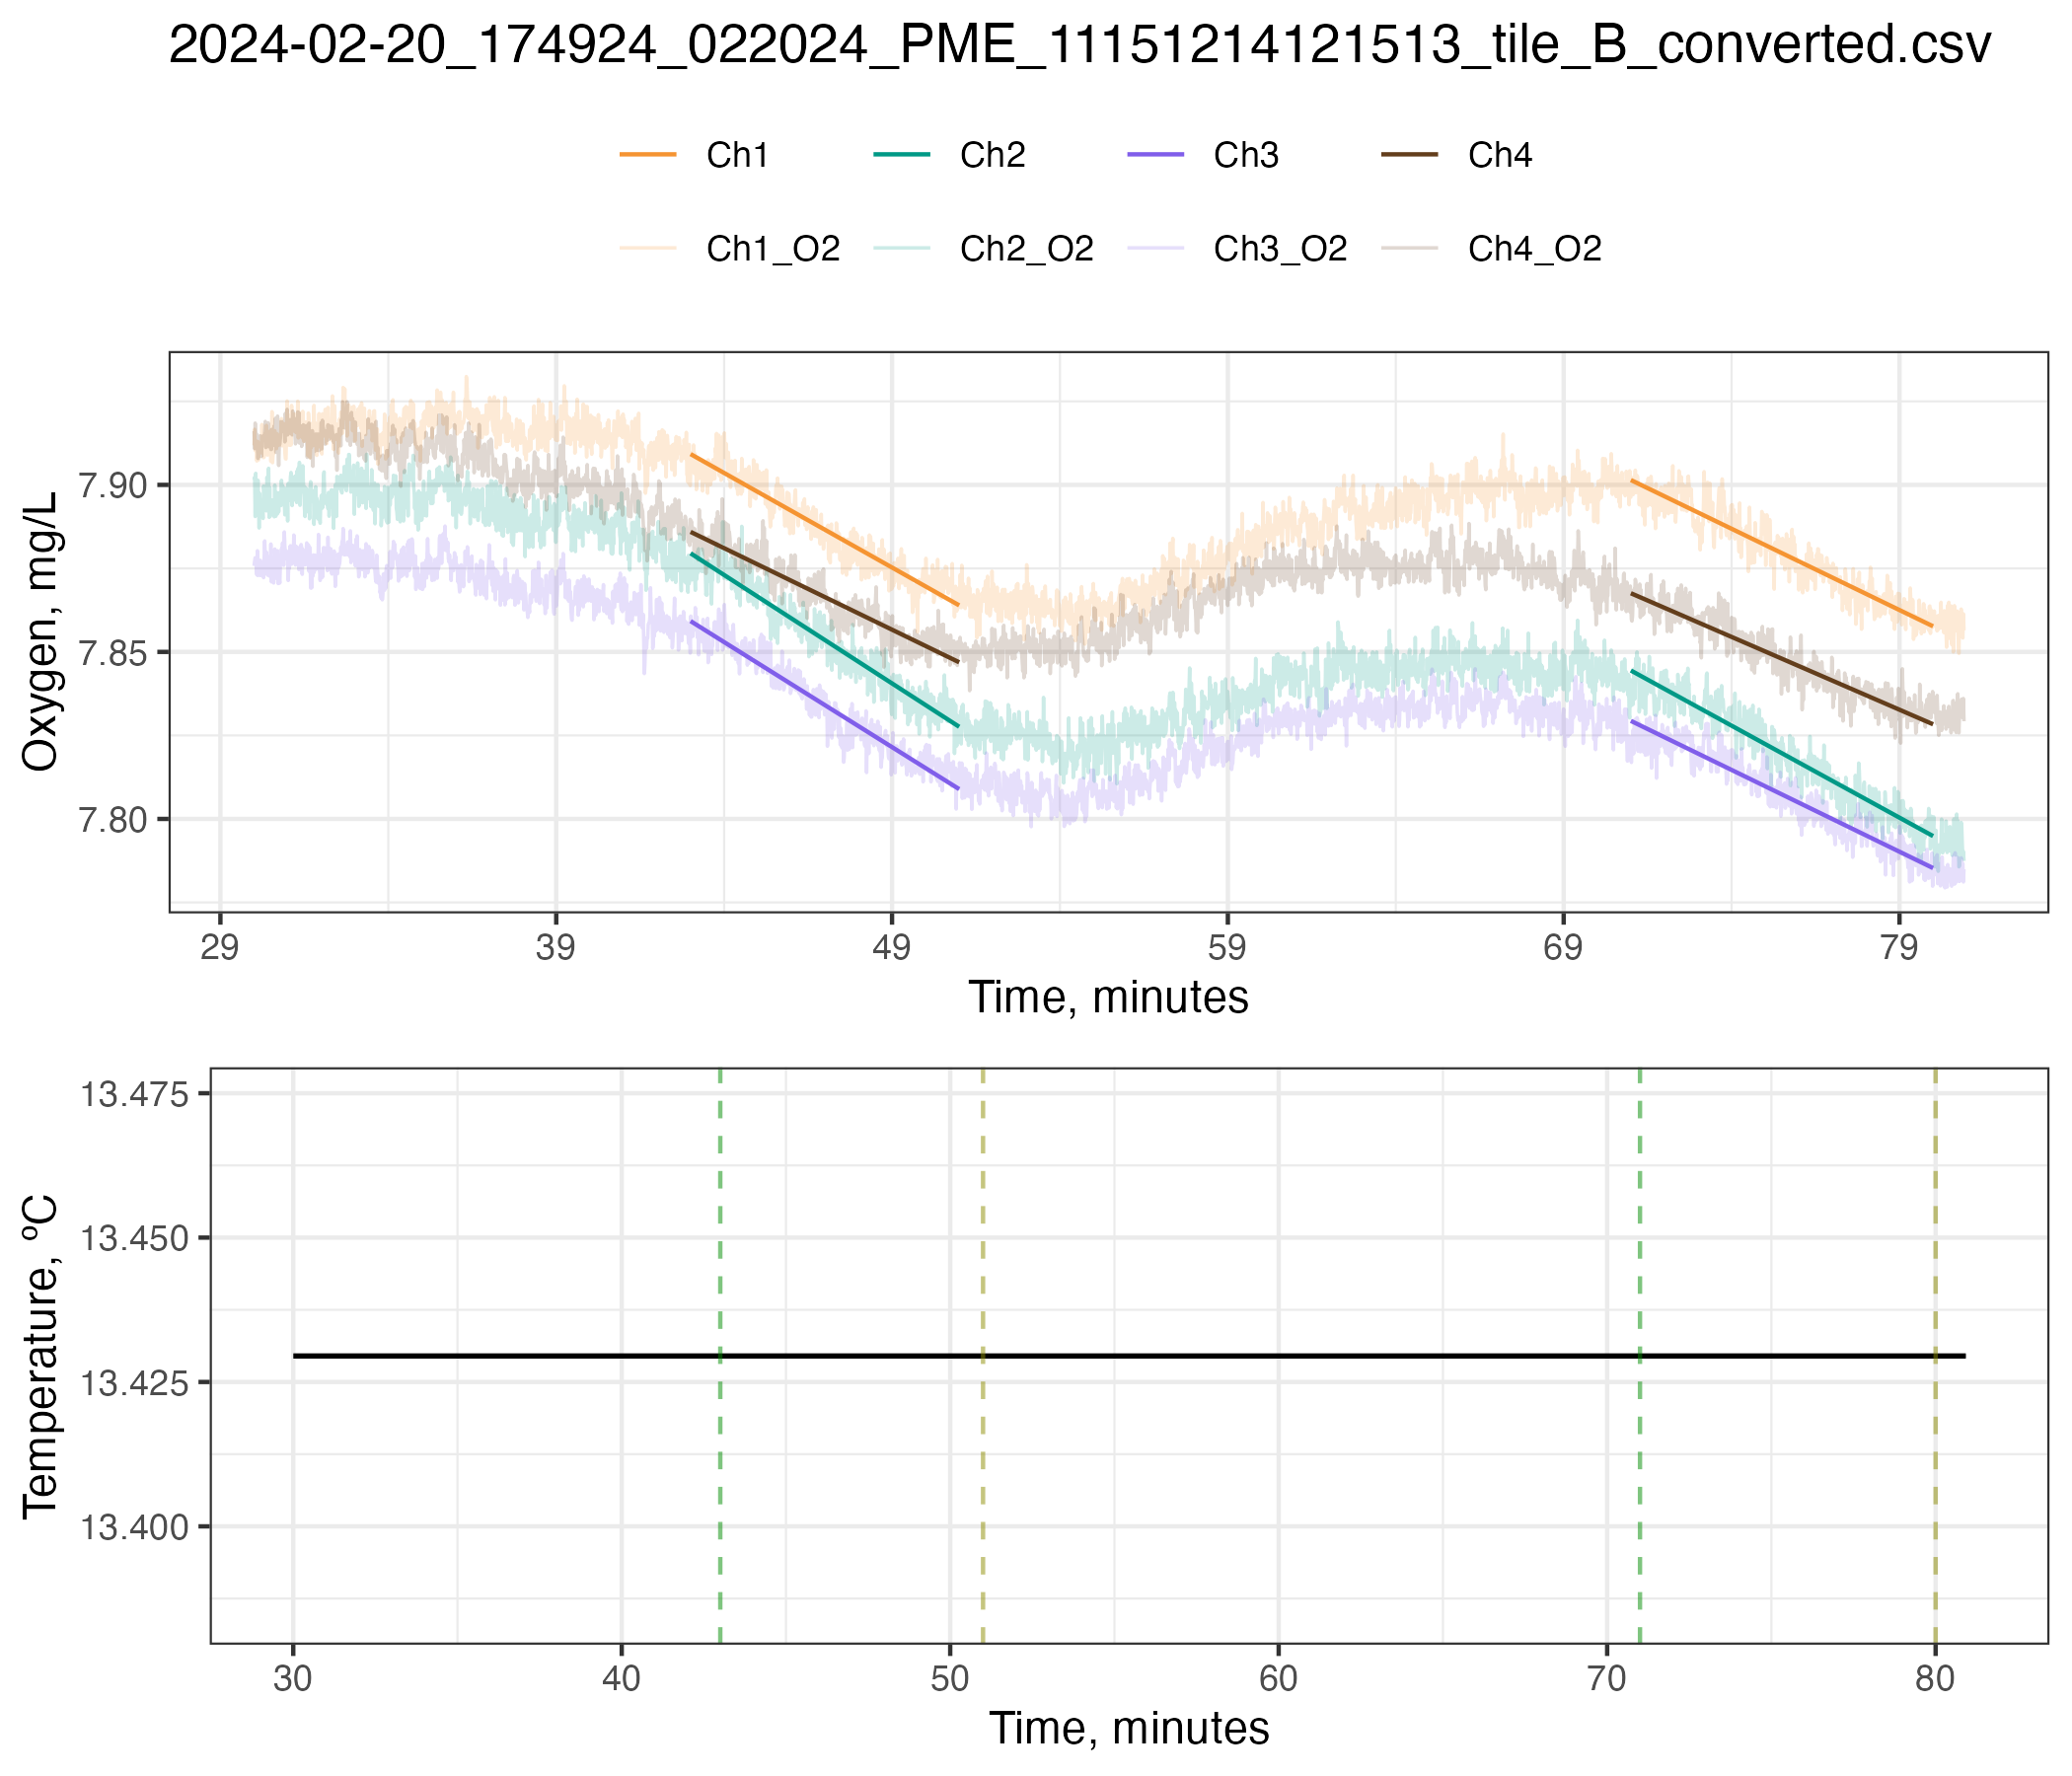 2024-02-20_174924_022024_PME_11151214121513_tile_B_converted.csv
Ch1 Ch2 Ch3 Ch4
Ch1_O2 Ch2_O2 Ch3_O2 Ch4_O2
Oxygen, mg/L
7.90
7.85
7.80
29 39 49 59 69 79
Time, minutes
Temperature, ºC
13.475
13.450
13.425
13.400
30 40 50 60 70 80
Time, minutes